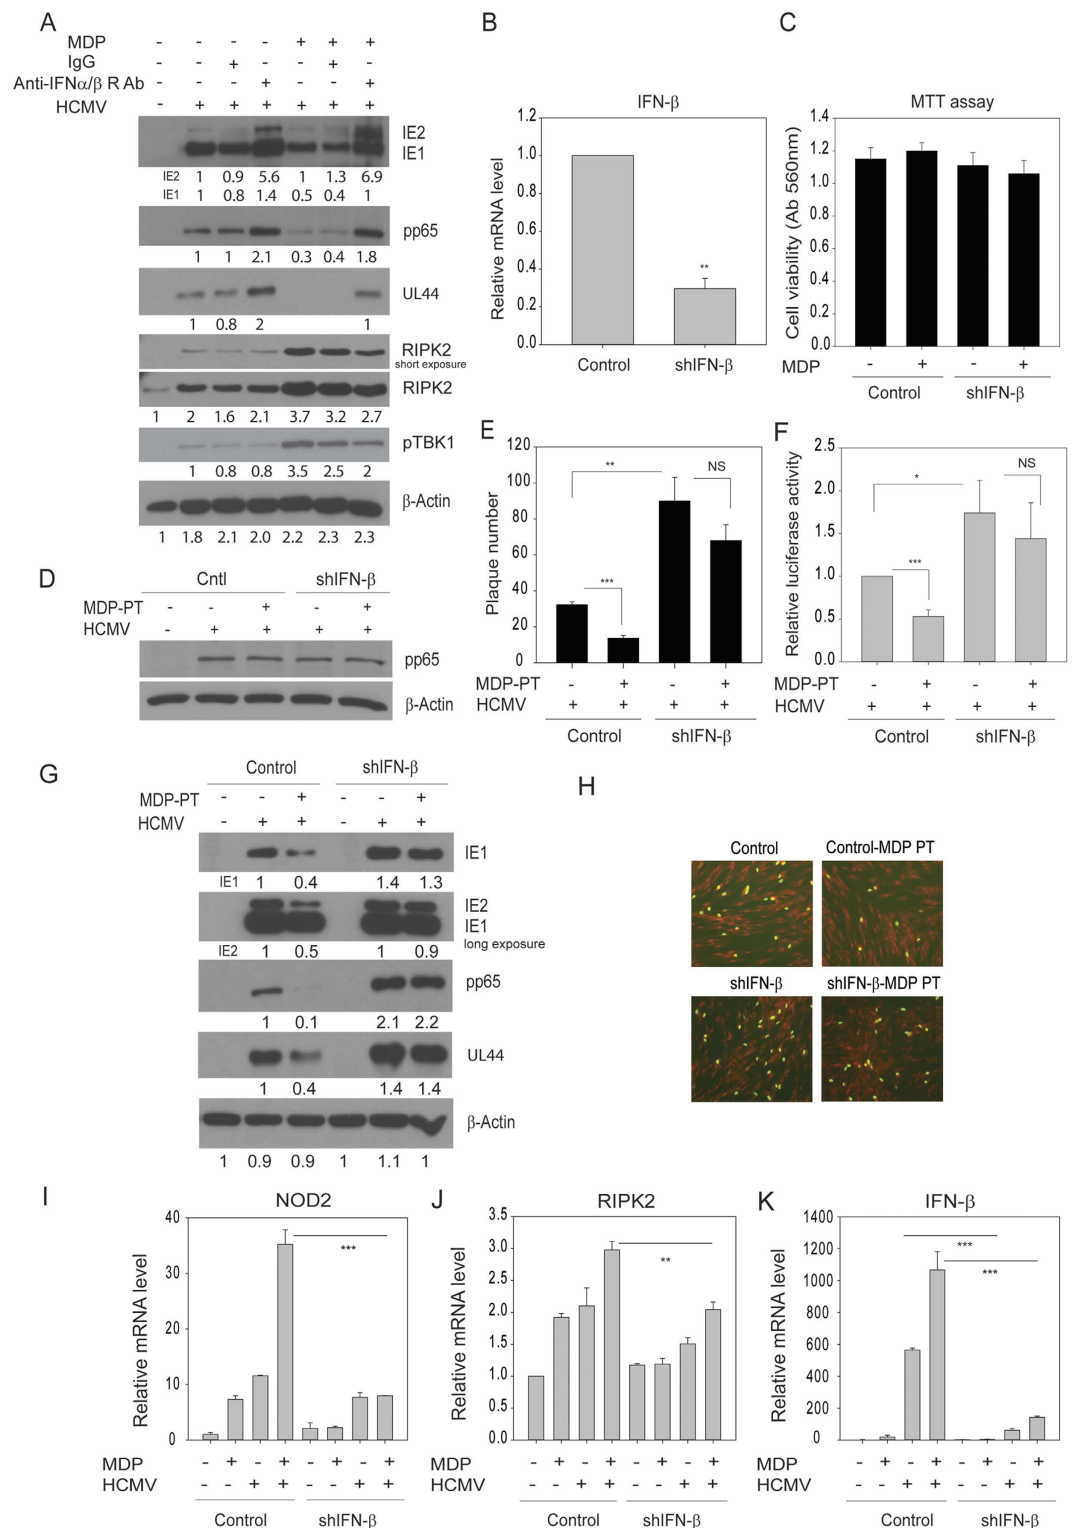 A
MDP - - - - + + +
IgG - - + - - + -
Anti-IFNα/β R Ab - - - + - - +
HCMV - + + + + + +
IE2
IE1
IE2 1 0.9 5.6 1 1.3 6.9
IE1 1 0.8 1.4 0.5 0.4 1
pp65
1 1 2.1 0.3 0.4 1.8
UL44
1 0.8 2 1
RIPK2
short exposure
RIPK2
1 2 1.6 2.1 3.7 3.2 2.7
pTBK1
1 0.8 0.8 3.5 2.5 2
β-Actin
1 1.8 2.1 2.0 2.2 2.3 2.3
B
IFN-β
Relative mRNA level
1.2
1.0
0.8
0.6
0.4
0.2
0.0
**
Control shIFN-β
C
MTT assay
Cell viability (Ab 560nm)
1.4
1.2
1.0
0.8
0.6
0.4
0.2
0.0
MDP - + - +
Control shIFN-β
D
Cntl shIFN-β
MDP-PT - - + - +
HCMV - + + + +
pp65
β-Actin
E
Plaque number
120
100
80
60
40
20
0
** NS
***
MDP-PT - + - +
HCMV + + + +
Control shIFN-β
F
Relative luciferase activity
2.5
2.0
1.5
1.0
0.5
0.0
* NS
***
MDP-PT - + - +
HCMV + + + +
Control shIFN-β
G
Control shIFN-β
MDP-PT - - + - - +
HCMV - + + - + +
IE1
IE1 1 0.4 1.4 1.3
IE2
IE1
long exposure
IE2 1 0.5 1 0.9
pp65
1 0.1 2.1 2.2
UL44
1 0.4 1.4 1.4
β-Actin
1 0.9 0.9 1 1.1 1
H
Control Control-MDP PT
shIFN-β shIFN-β-MDP PT
I
NOD2
Relative mRNA level
40
30
20
10
0
***
MDP - + - + - + - +
HCMV - - + + - - + +
Control shIFN-β
J
RIPK2
Relative mRNA level
3.5
3.0
2.5
2.0
1.5
1.0
0.5
0.0
**
- + - + - + - +
- - + + - - + +
Control shIFN-β
K
IFN-β
Relative mRNA level
1400
1200
1000
800
600
400
200
0
***
***
MDP - + - + - + - +
HCMV - - + + - - + +
Control shIFN-β